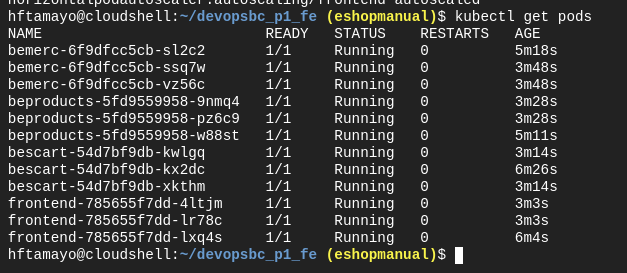 horizontalpodautoscaler.autoscaling/frontend autoscaled
hftamayo@cloudshell:~/devopsbc_p1_fe (eshopmanual)$ kubectl get pods
NAME                          READY   STATUS    RESTARTS   AGE
bemerc-6f9dfcc5cb-sl2c2       1/1     Running   0          5m18s
bemerc-6f9dfcc5cb-ssq7w       1/1     Running   0          3m48s
bemerc-6f9dfcc5cb-vz56c       1/1     Running   0          3m48s
beproducts-5fd9559958-9nmq4   1/1     Running   0          3m28s
beproducts-5fd9559958-pz6c9   1/1     Running   0          3m28s
beproducts-5fd9559958-w88st   1/1     Running   0          5m11s
bescart-54d7bf9db-kwlgq       1/1     Running   0          3m14s
bescart-54d7bf9db-kx2dc       1/1     Running   0          6m26s
bescart-54d7bf9db-xkthm       1/1     Running   0          3m14s
frontend-785655f7dd-4ltjm     1/1     Running   0          3m3s
frontend-785655f7dd-lr78c     1/1     Running   0          3m3s
frontend-785655f7dd-lxq4s     1/1     Running   0          6m4s
hftamayo@cloudshell:~/devopsbc_p1_fe (eshopmanual)$